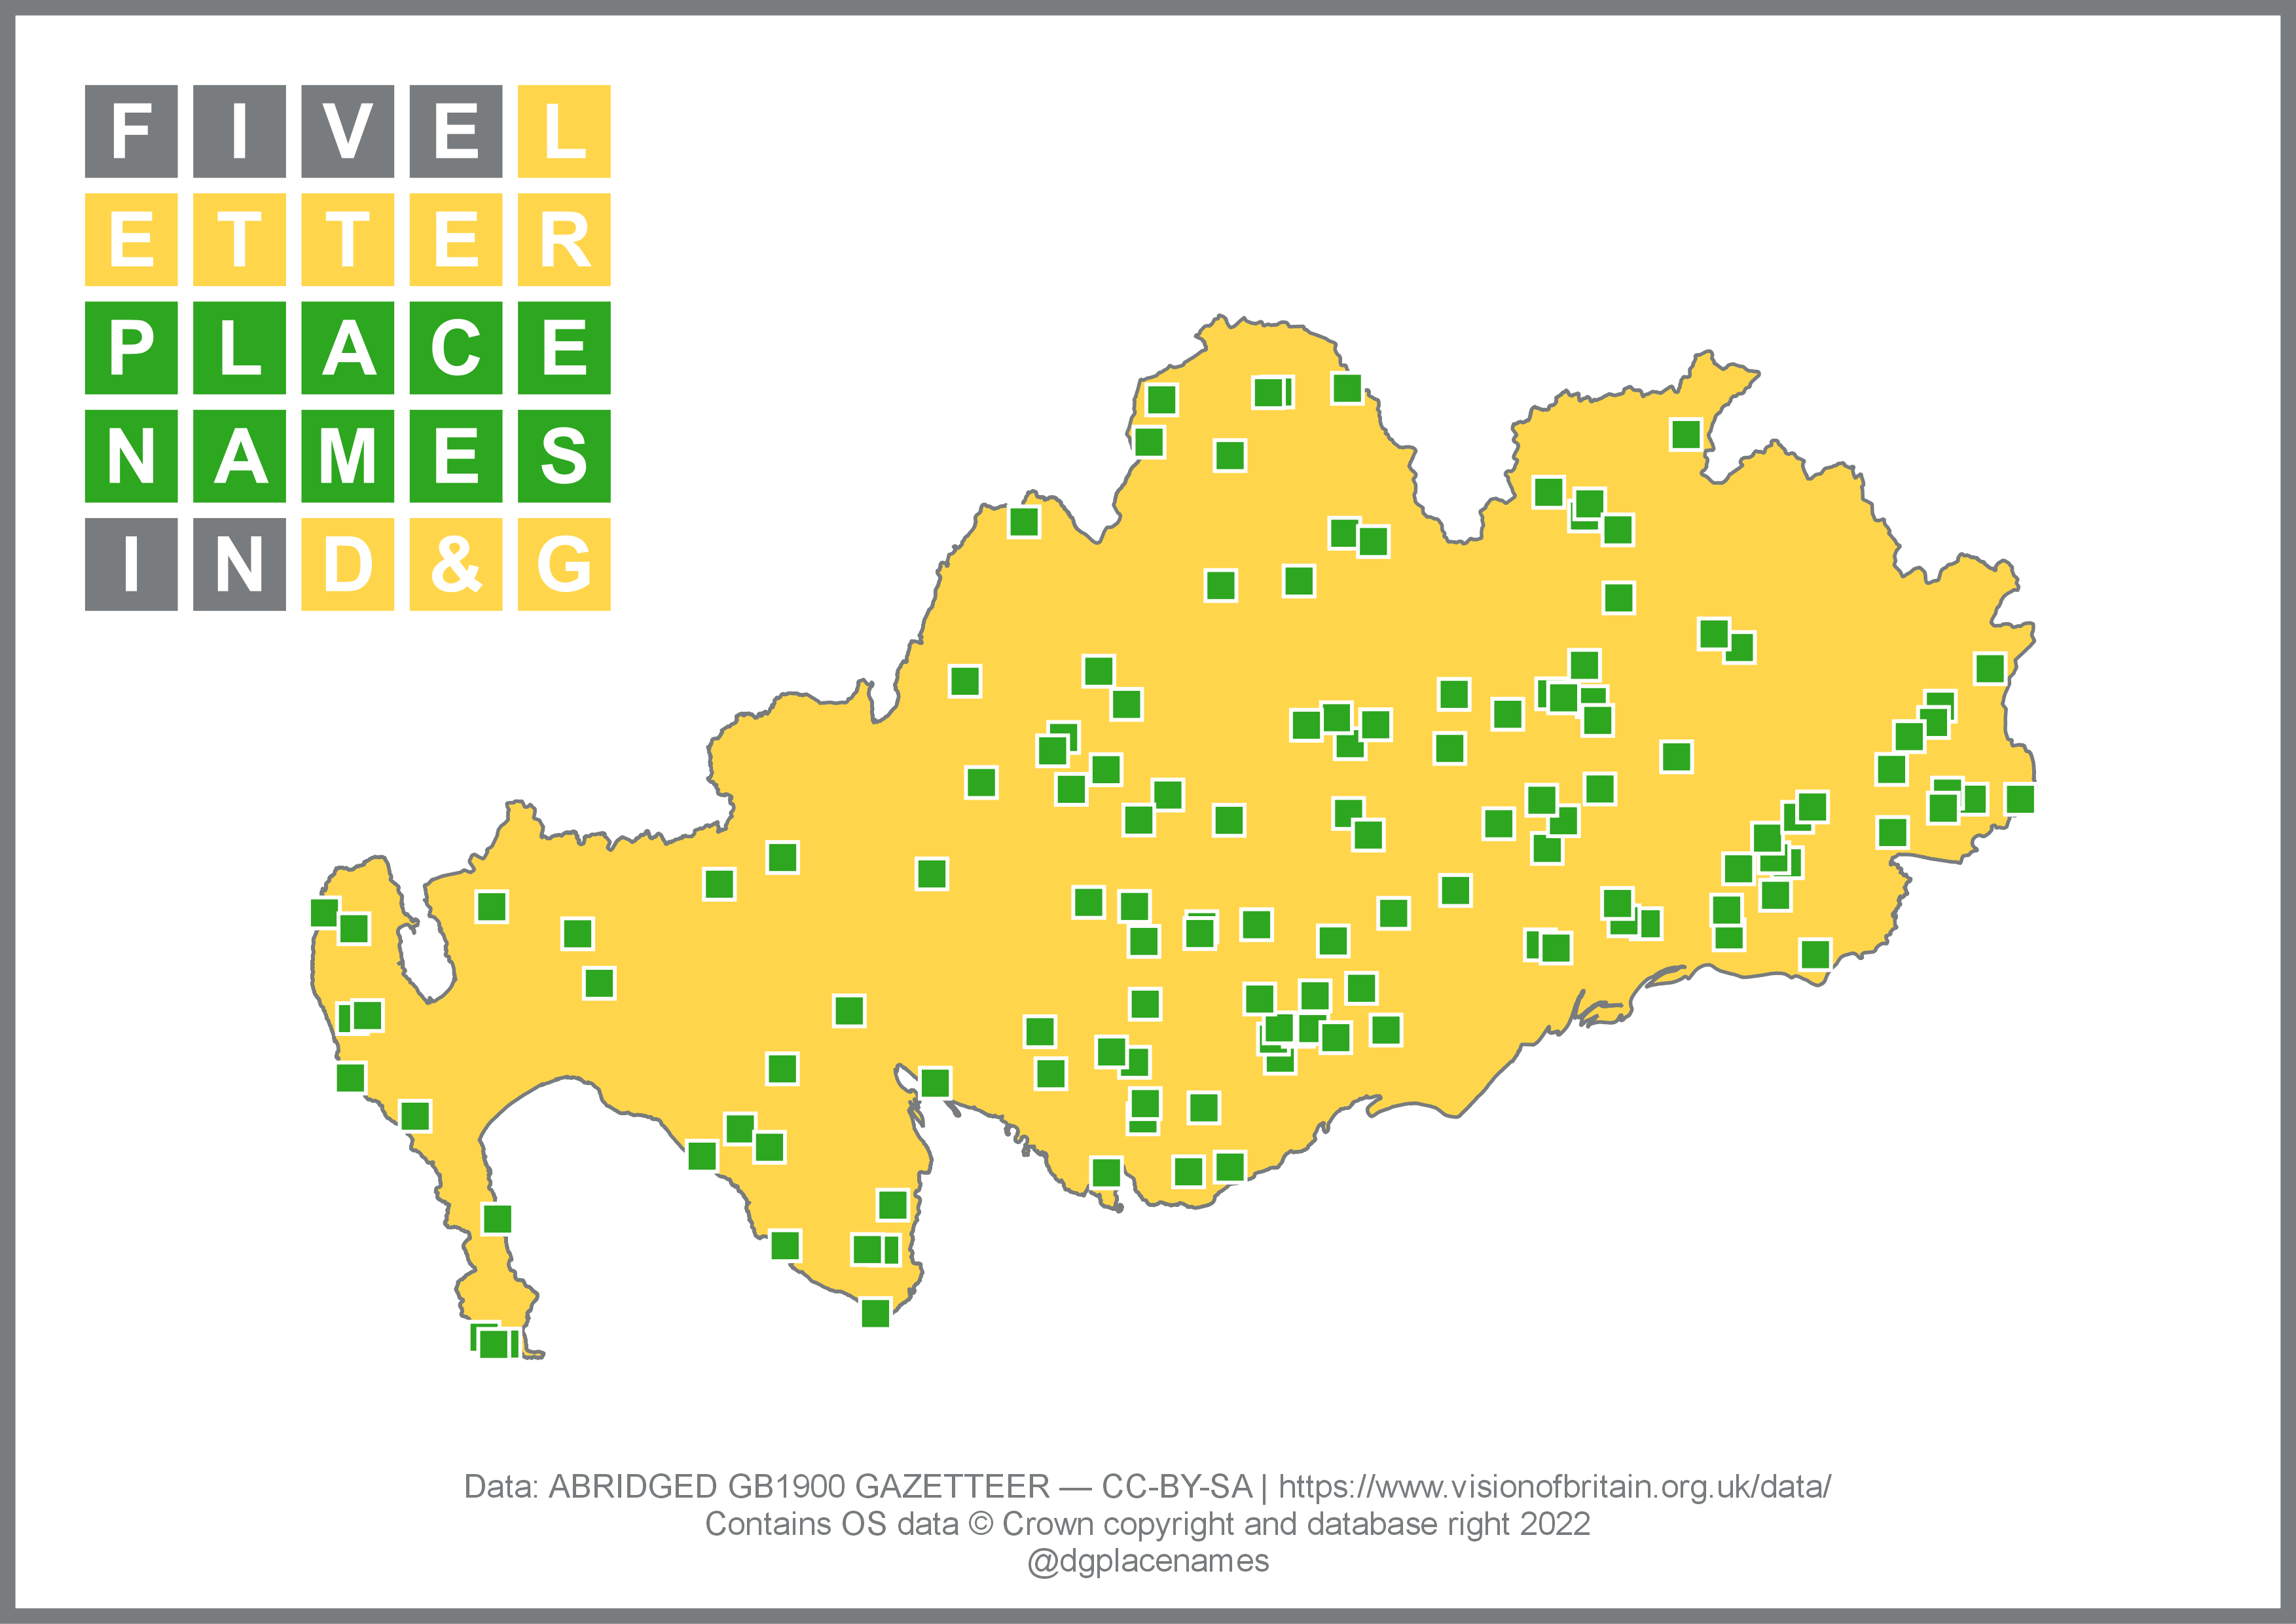 FIVEL
ETTER
PLACE
NAMES
IND&G
Data: ABRIDGED GB1900 GAZETTEER — CC-BY-SA | https://www.visionofbritain.org.uk/data/
Contains OS data © Crown copyright and database right 2022
@dgplacenames